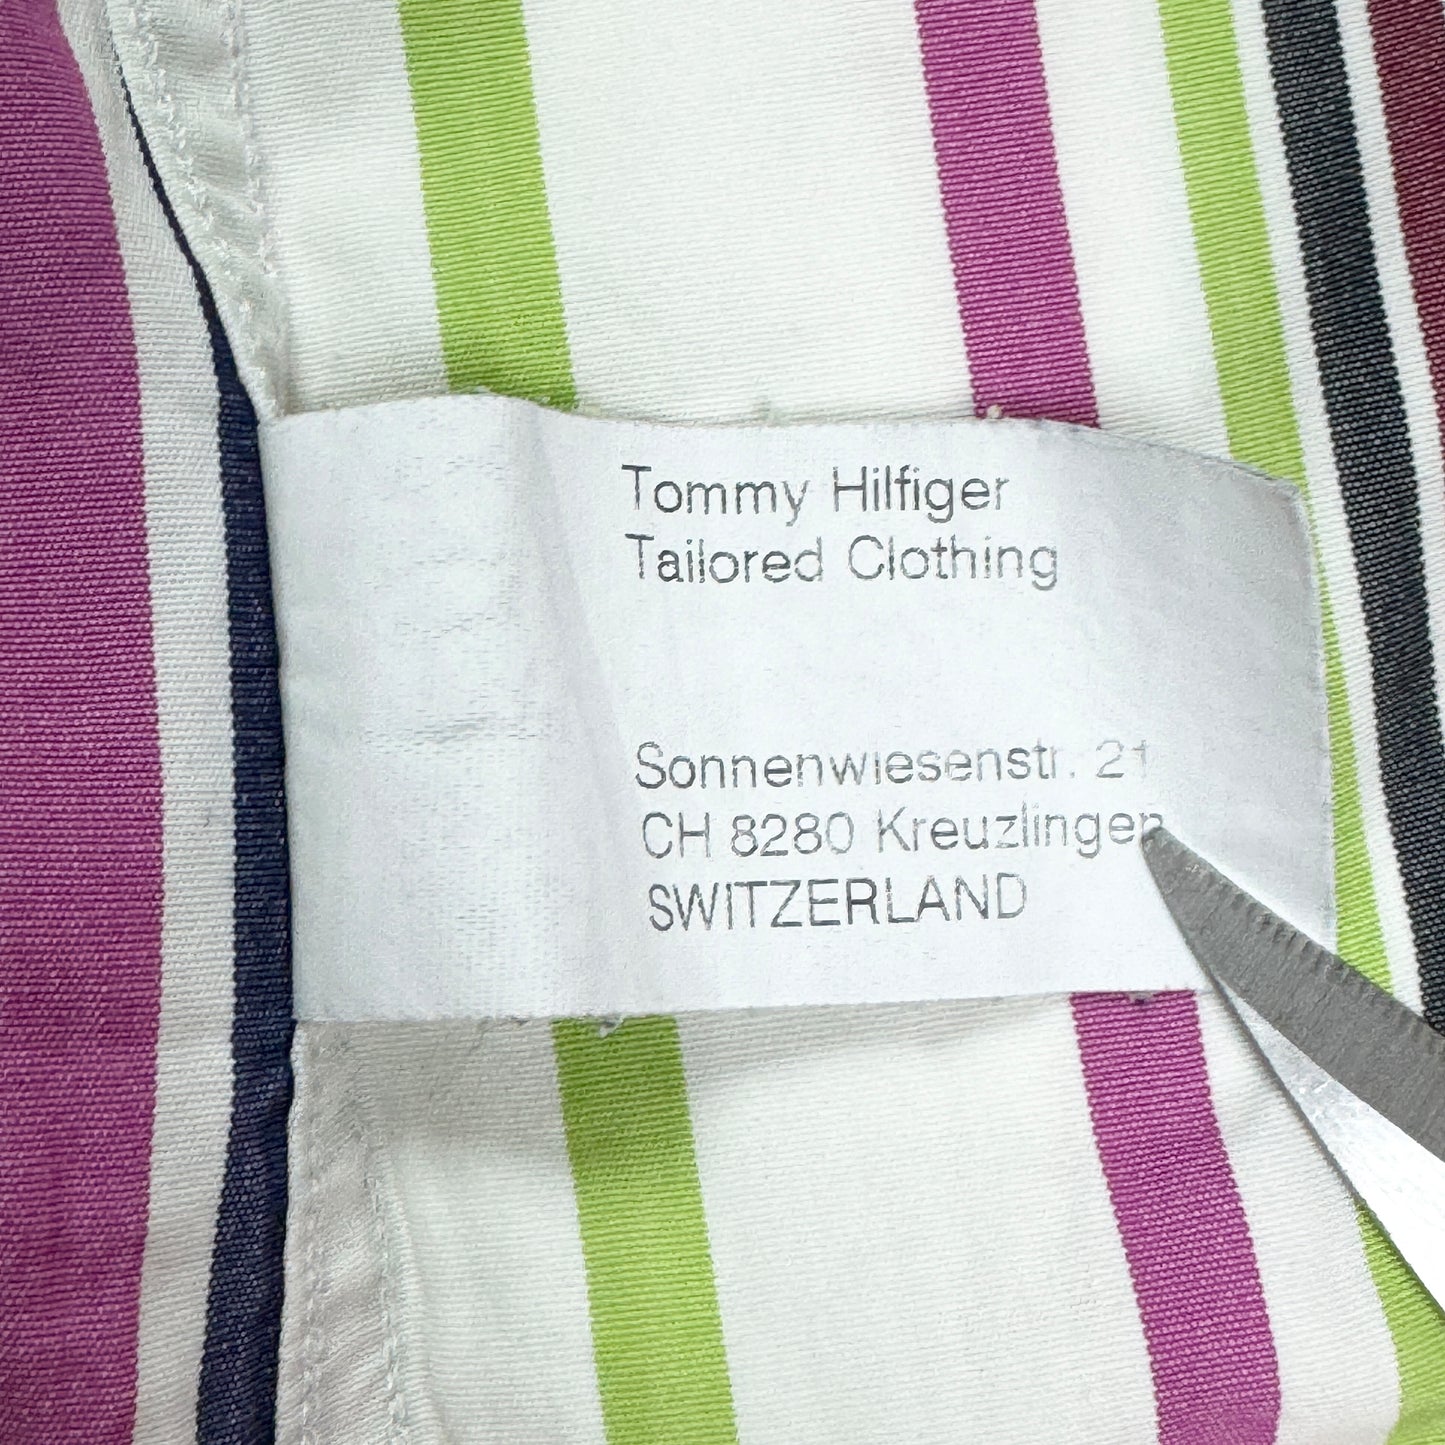 Tommy Hilfiger
Tailored Clothing
Sonnenwiesenstr. 21
CH 8280 Kreuzlingen
SWITZERLAND